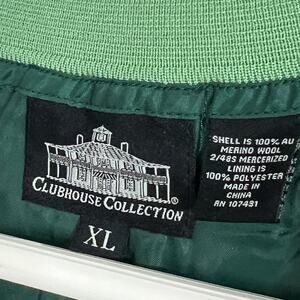 CLUBHOUSE COLLECTION ®
XL
SHELL IS 100% AU
MERINO WOOL
2/48S MERCERIZED
LINING IS
100% POLYESTER
MADE IN
CHINA
RN 107431